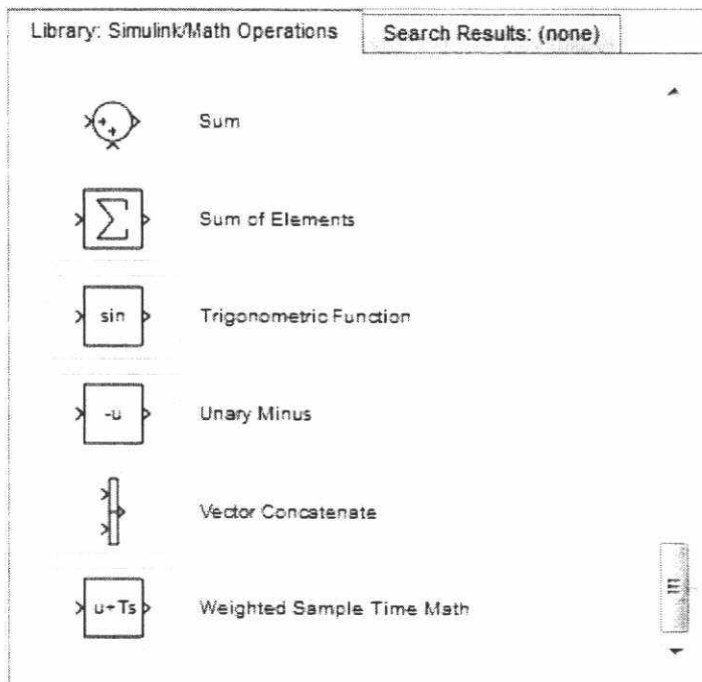 Library: Simulink/Math Operations
Search Results: (none)
Sum
Sum of Elements
sin
Trigonometric Function
-u
Unary Minus
Vector Concatenate
u+Ts
Weighted Sample Time Math